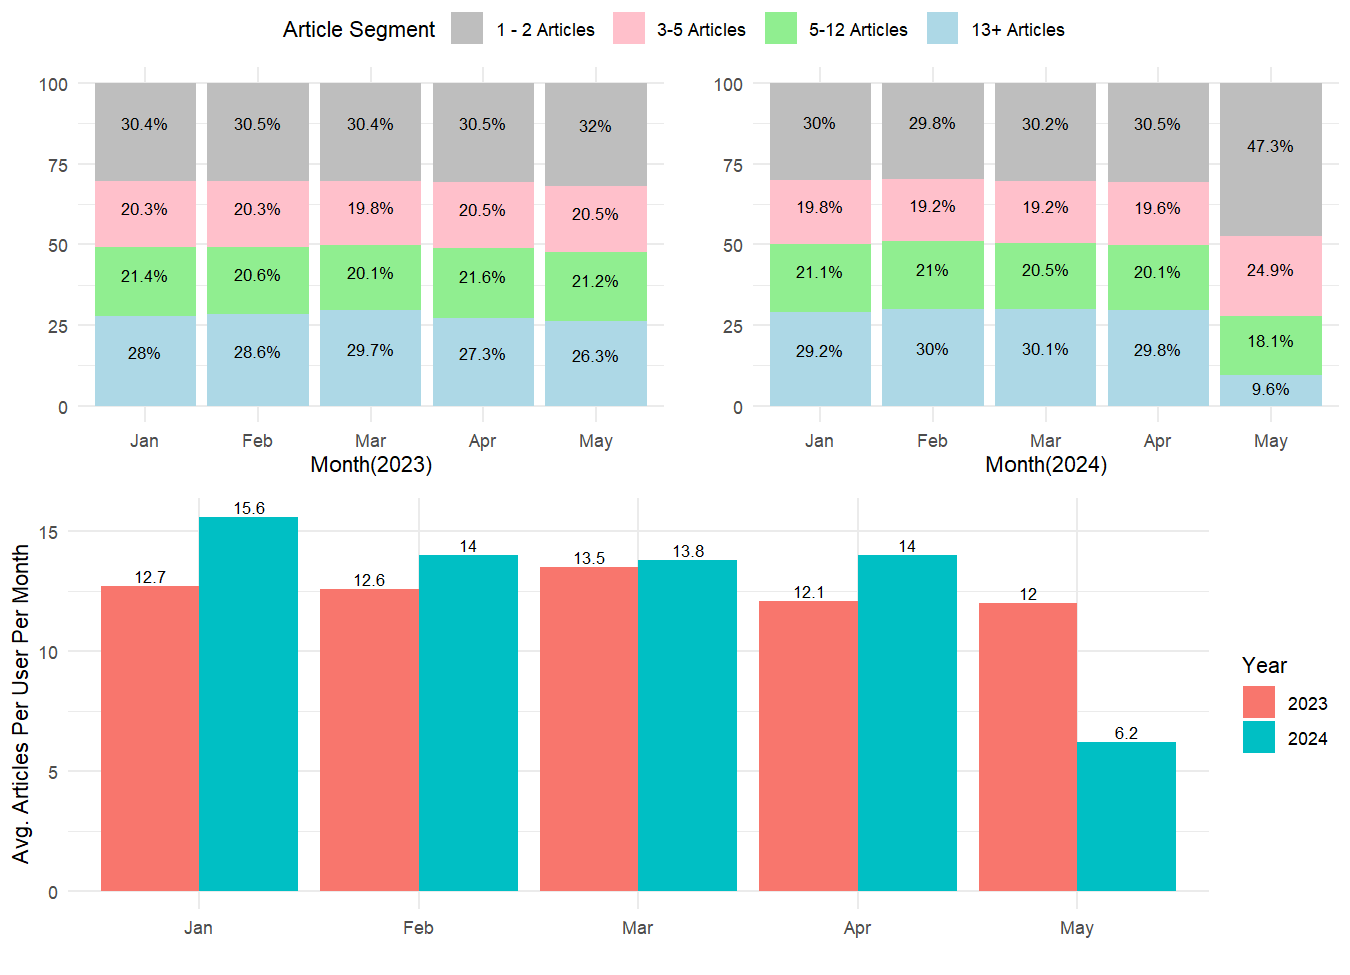 Article Segment 1 - 2 Articles 3-5 Articles 5-12 Articles 13+ Articles
100
75
50
25
0
30.4% 30.5% 30.4% 30.5% 32%
20.3% 20.3% 19.8% 20.5% 20.5%
21.4% 20.6% 20.1% 21.6% 21.2%
28% 28.6% 29.7% 27.3% 26.3%
Jan Feb Mar Apr May
Month(2023)
100
75
50
25
0
30% 29.8% 30.2% 30.5% 47.3%
19.8% 19.2% 19.2% 19.6% 24.9%
21.1% 21% 20.5% 20.1% 18.1%
29.2% 30% 30.1% 29.8% 9.6%
Jan Feb Mar Apr May
Month(2024)
Avg. Articles Per User Per Month
15
10
5
0
12.7 15.6 12.6 14 13.5 13.8 12.1 14 12 6.2
Jan Feb Mar Apr May
Year
2023
2024